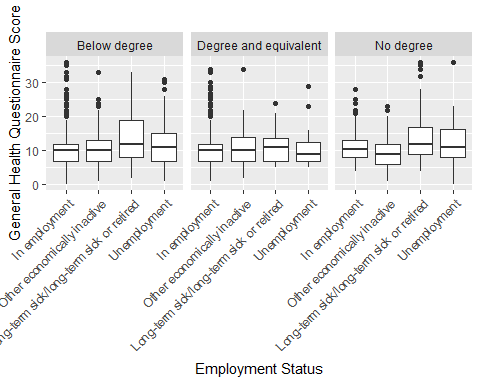 General Health Questionnaire Score
Below degree
Degree and equivalent
No degree
30
20
10
0
In employment
Other economically inactive
Long-term sick/long-term sick or retired
Unemployment
In employment
Other economically inactive
Long-term sick/long-term sick or retired
Unemployment
In employment
Other economically inactive
Long-term sick/long-term sick or retired
Unemployment
Employment Status